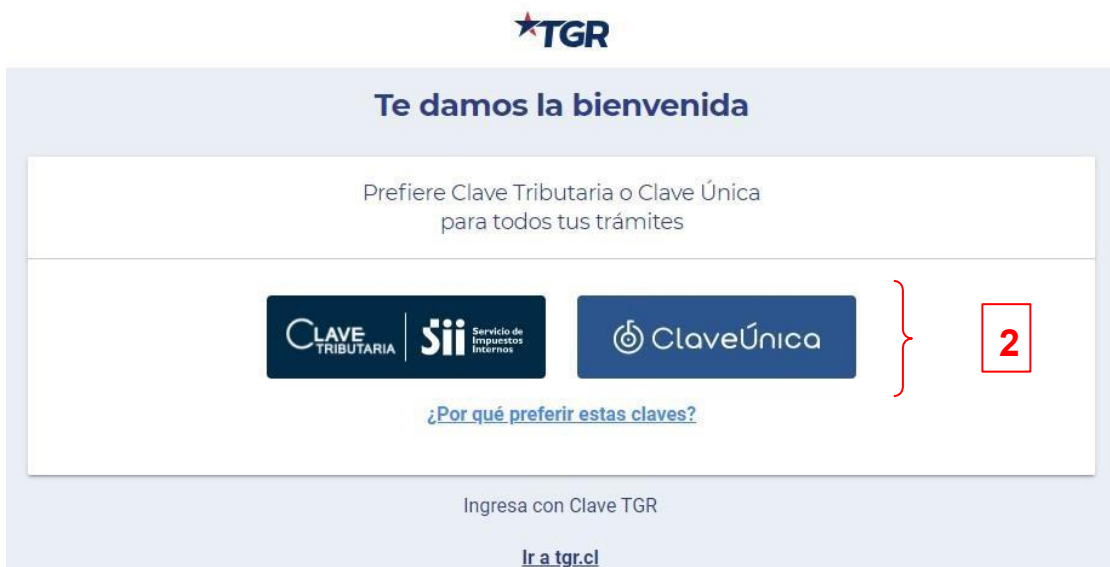 TGR
Te damos la bienvenida
Prefiere Clave Tributaria o Clave Única
para todos tus trámites
CLAVE
TRIBUTARIA
Sii
Servicio de
Impuestos
Internos
ClaveÚnica
2
¿Por qué preferir estas claves?
Ingresa con Clave TGR
Ir a tgr.cl